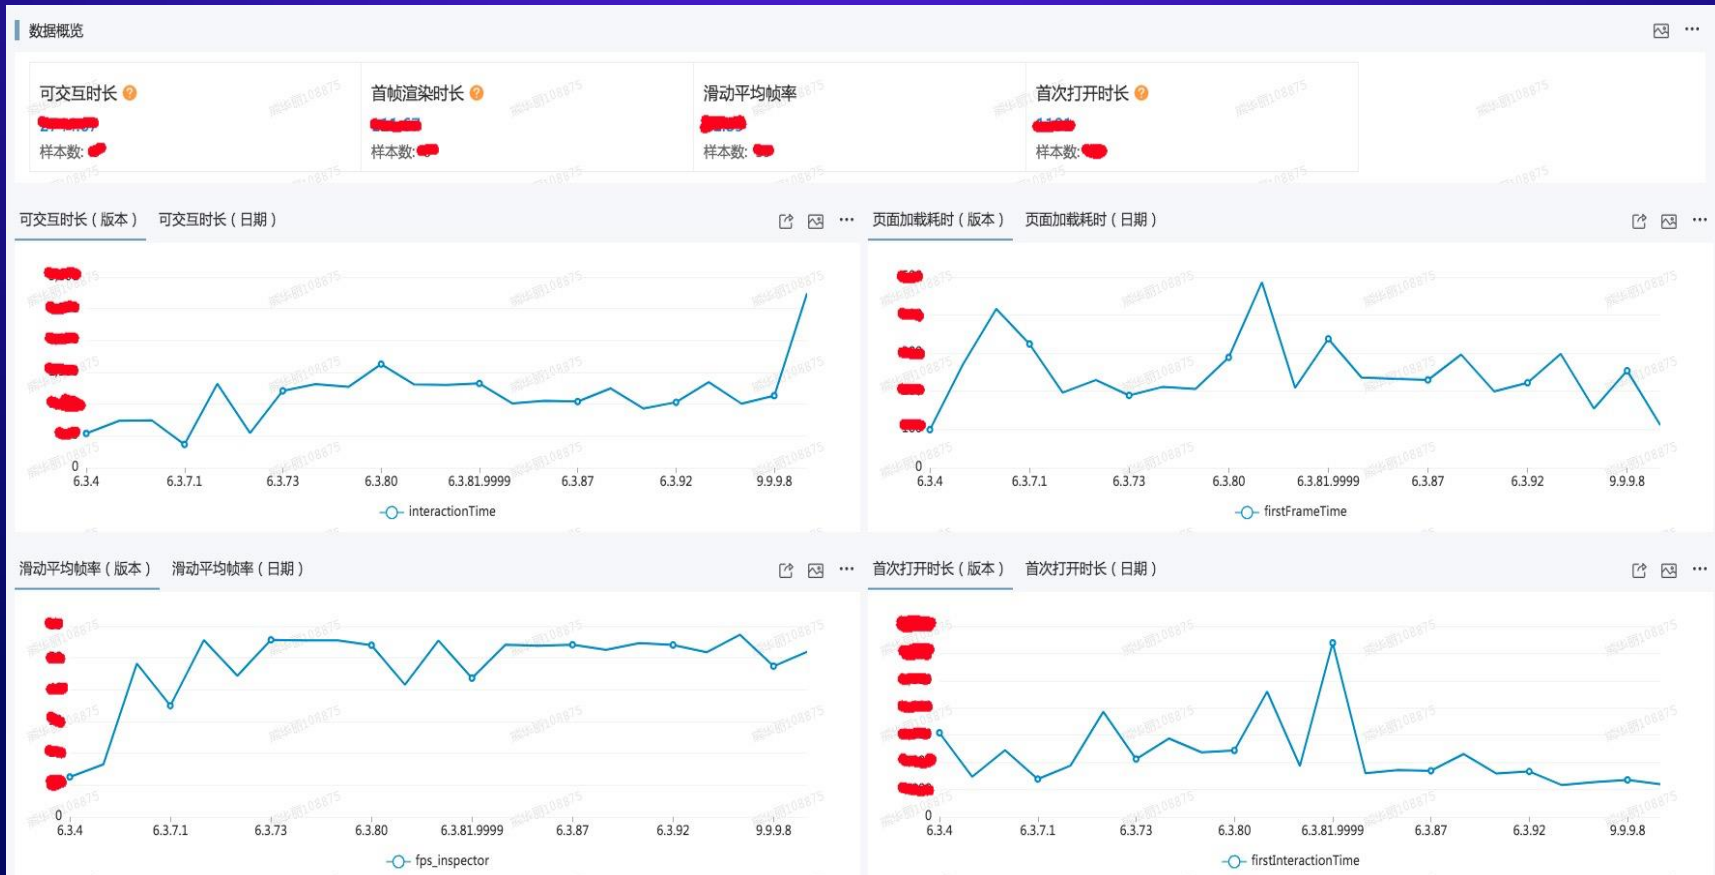 数据概览
可交互时长
首帧渲染时长
滑动平均帧率
首次打开时长
样本数:
样本数:
样本数:
样本数:
可交互时长（版本） 可交互时长（日期）
页面加载耗时（版本） 页面加载耗时（日期）
0
6.3.4 6.3.7.1 6.3.73 6.3.80 6.3.81.9999 6.3.87 6.3.92 9.9.9.8
interactionTime
0
6.3.4 6.3.7.1 6.3.73 6.3.80 6.3.81.9999 6.3.87 6.3.92 9.9.9.8
firstFrameTime
滑动平均帧率（版本） 滑动平均帧率（日期）
首次打开时长（版本） 首次打开时长（日期）
0
6.3.4 6.3.7.1 6.3.73 6.3.80 6.3.81.9999 6.3.87 6.3.92 9.9.9.8
fps_inspector
0
6.3.4 6.3.7.1 6.3.73 6.3.80 6.3.81.9999 6.3.87 6.3.92 9.9.9.8
firstInteractionTime